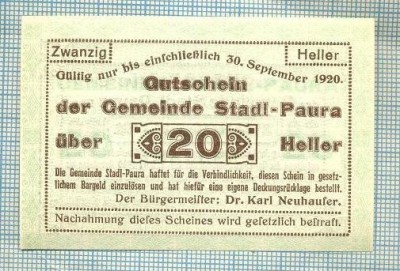 Zwanzig Heller
Gültig nur bis einschließlich 30. September 1920.
Gutschein
der Gemeinde Stadl-Paura
über 20 Heller
Die Gemeinde Stadl-Paura haftet für die Verbindlichkeit, diesen Schein in gesetz-
lichem Bargeld einzulösen und hat hiefür eine eigene Deckungsrücklage bestellt.
Der Bürgermeister: Dr. Karl Neuhauser.
Nachahmung dieses Scheines wird gesetzlich bestraft.